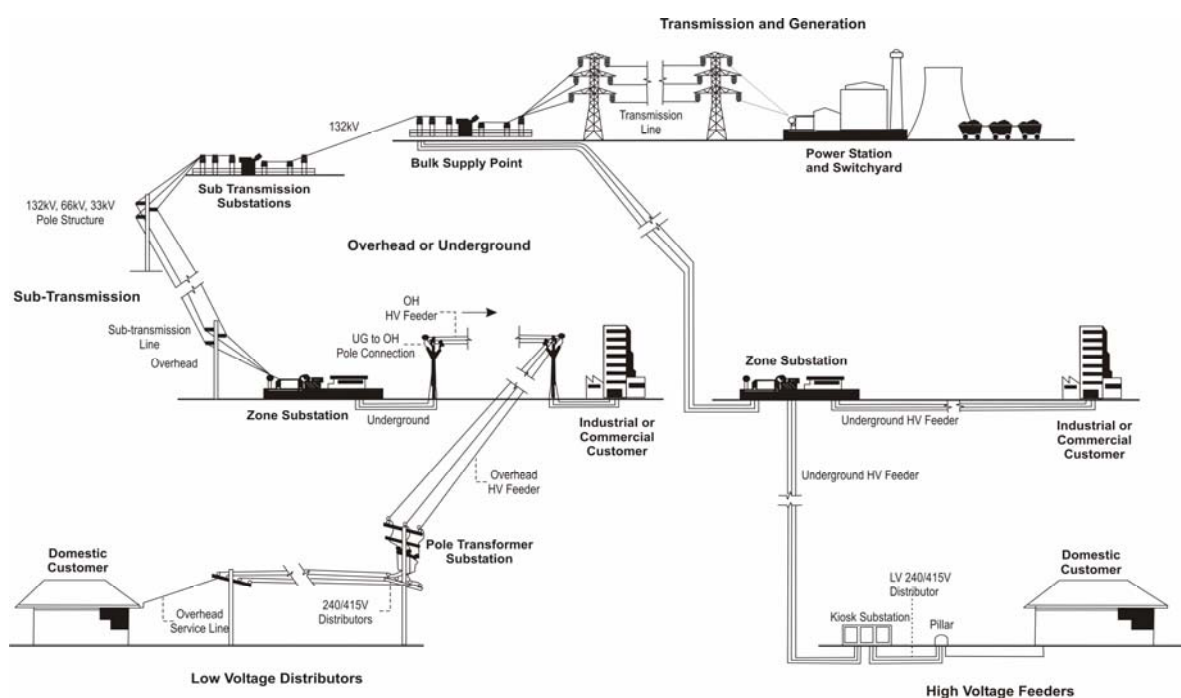 Transmission and Generation
132kV
Transmission
Line
Bulk Supply Point
Power Station
and Switchyard
Sub Transmission
Substations
132kV, 66kV, 33kV
Pole Structure
Overhead or Underground
Sub-Transmission
OH
HV Feeder
Sub-transmission
Line
Overhead
UG to OH
Pole Connection
Zone Substation
Underground
Industrial or
Commercial
Customer
Zone Substation
Underground HV Feeder
Industrial or
Commercial
Customer
Overhead
HV Feeder
Underground HV Feeder
Pole Transformer
Substation
Domestic
Customer
Overhead
Service Line
240/415V
Distributors
LV 240/415V
Distributor
Domestic
Customer
Kiosk Substation
Pillar
Low Voltage Distributors
High Voltage Feeders